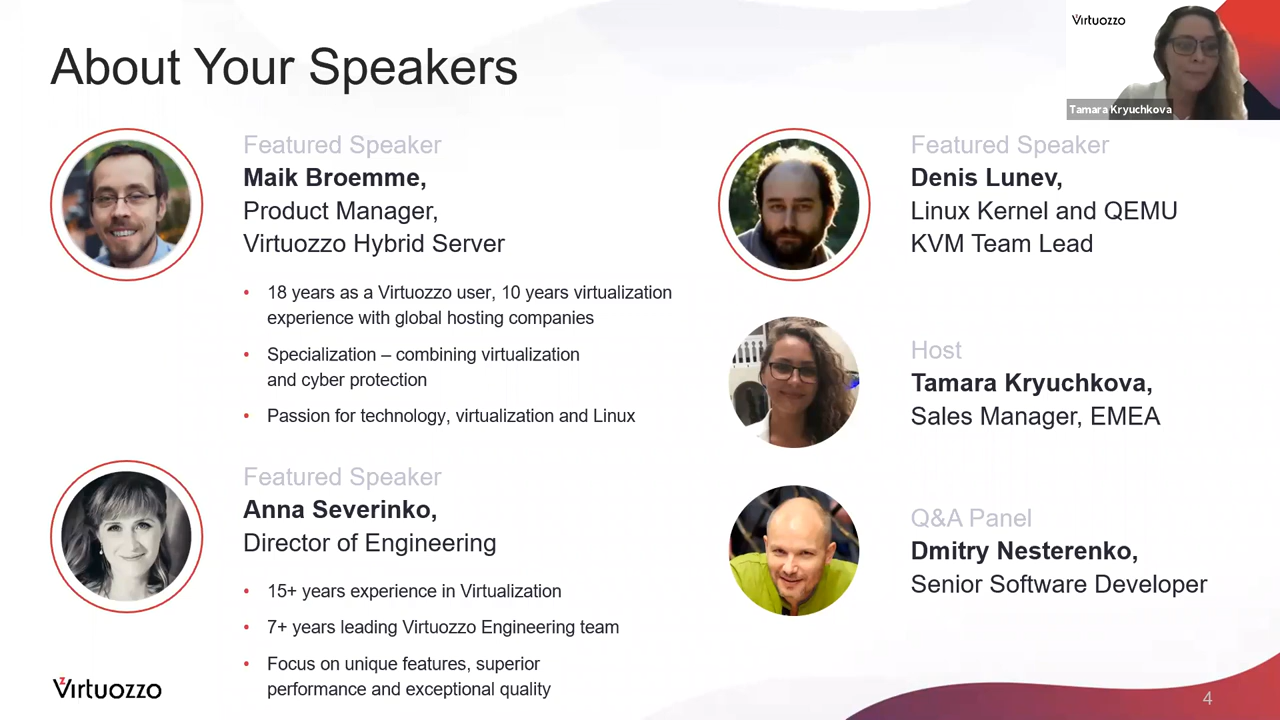 About Your Speakers
Virtuozzo
Tamara Kryuchkova
Featured Speaker
Maik Broemme,
Product Manager,
Virtuozzo Hybrid Server
• 18 years as a Virtuozzo user, 10 years virtualization
experience with global hosting companies
• Specialization – combining virtualization
and cyber protection
• Passion for technology, virtualization and Linux
Featured Speaker
Anna Severinko,
Director of Engineering
• 15+ years experience in Virtualization
• 7+ years leading Virtuozzo Engineering team
• Focus on unique features, superior
performance and exceptional quality
Featured Speaker
Denis Lunev,
Linux Kernel and QEMU
KVM Team Lead
Host
Tamara Kryuchkova,
Sales Manager, EMEA
Q&A Panel
Dmitry Nesterenko,
Senior Software Developer
Virtuozzo
4